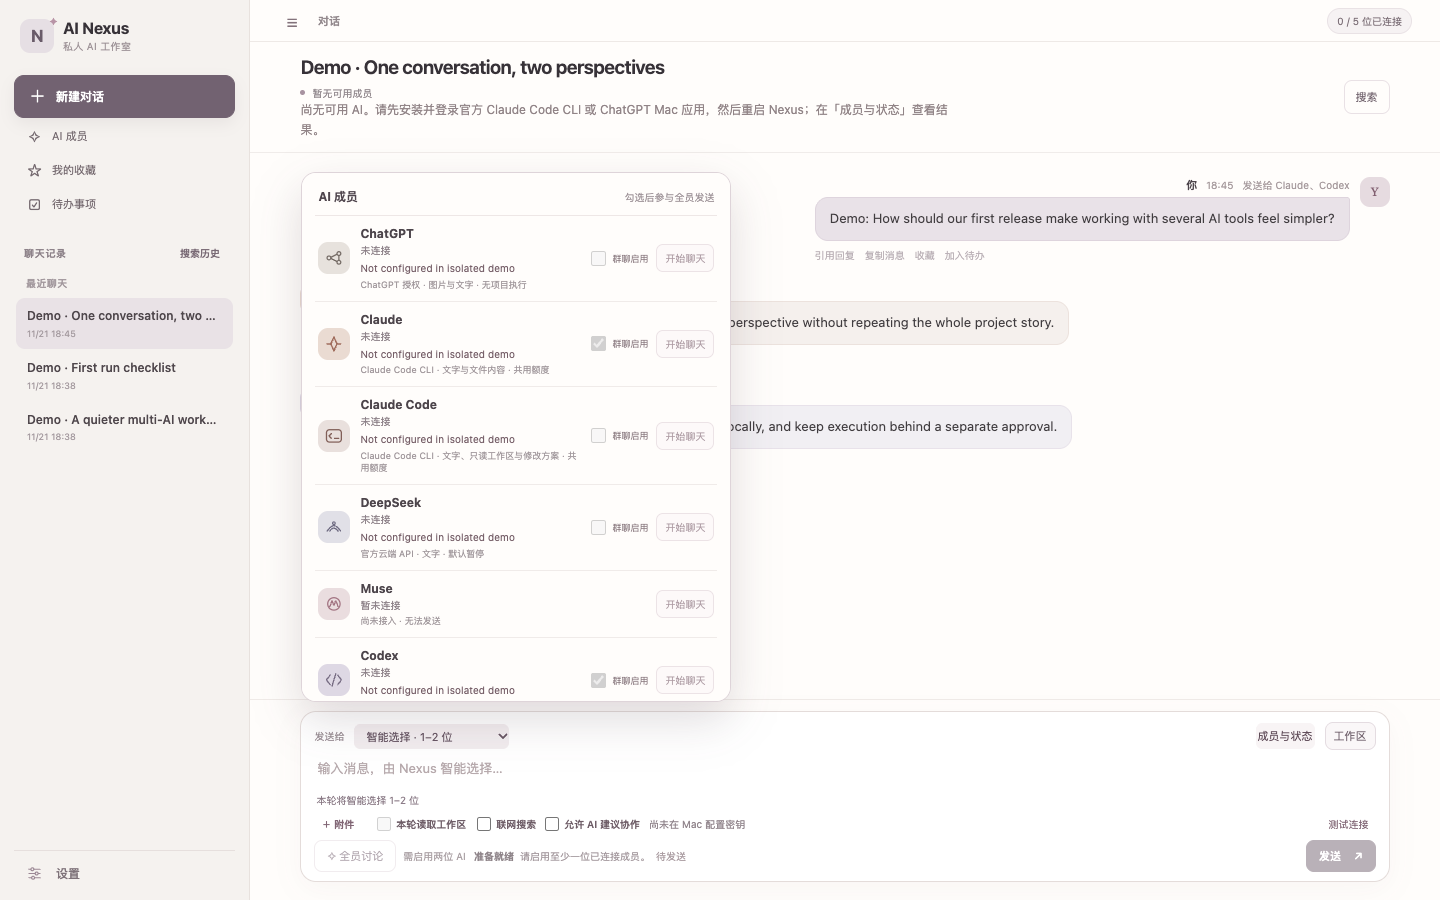 N
AI Nexus
私人 AI 工作室
新建对话
AI 成员
我的收藏
待办事项
聊天记录
搜索历史
最近聊天
Demo · One conversation, two ...
11/21 18:45
Demo · First run checklist
11/21 18:38
Demo · A quieter multi-AI work...
11/21 18:38
设置
对话
0 / 5 位已连接
Demo · One conversation, two perspectives
暂无可用成员
尚无可用 AI。请先安装并登录官方 Claude Code CLI 或 ChatGPT Mac 应用，然后重启 Nexus；在「成员与状态」查看结
果。
搜索
你 18:45 发送给 Claude、Codex
Y
Demo: How should our first release make working with several AI tools feel simpler?
引用回复 复制消息 收藏 加入待办
perspective without repeating the whole project story.
ocally, and keep execution behind a separate approval.
AI 成员
勾选后参与全员发送
ChatGPT
未连接
Not configured in isolated demo
ChatGPT 授权 · 图片与文字 · 无项目执行
群聊启用
开始聊天
Claude
未连接
Not configured in isolated demo
Claude Code CLI · 文字与文件内容 · 共用额度
群聊启用
开始聊天
Claude Code
未连接
Not configured in isolated demo
Claude Code CLI · 文字、只读工作区与修改方案 · 共
用额度
群聊启用
开始聊天
DeepSeek
未连接
Not configured in isolated demo
官方云端 API · 文字 · 默认暂停
群聊启用
开始聊天
Muse
暂未连接
尚未接入 · 无法发送
开始聊天
Codex
未连接
Not configured in isolated demo
群聊启用
开始聊天
发送给
智能选择 · 1–2 位
成员与状态
工作区
输入消息，由 Nexus 智能选择...
本轮将智能选择 1–2 位
+ 附件
本轮读取工作区
联网搜索
允许 AI 建议协作
尚未在 Mac 配置密钥
测试连接
全员讨论
需启用两位 AI
准备就绪
请启用至少一位已连接成员。
待发送
发送